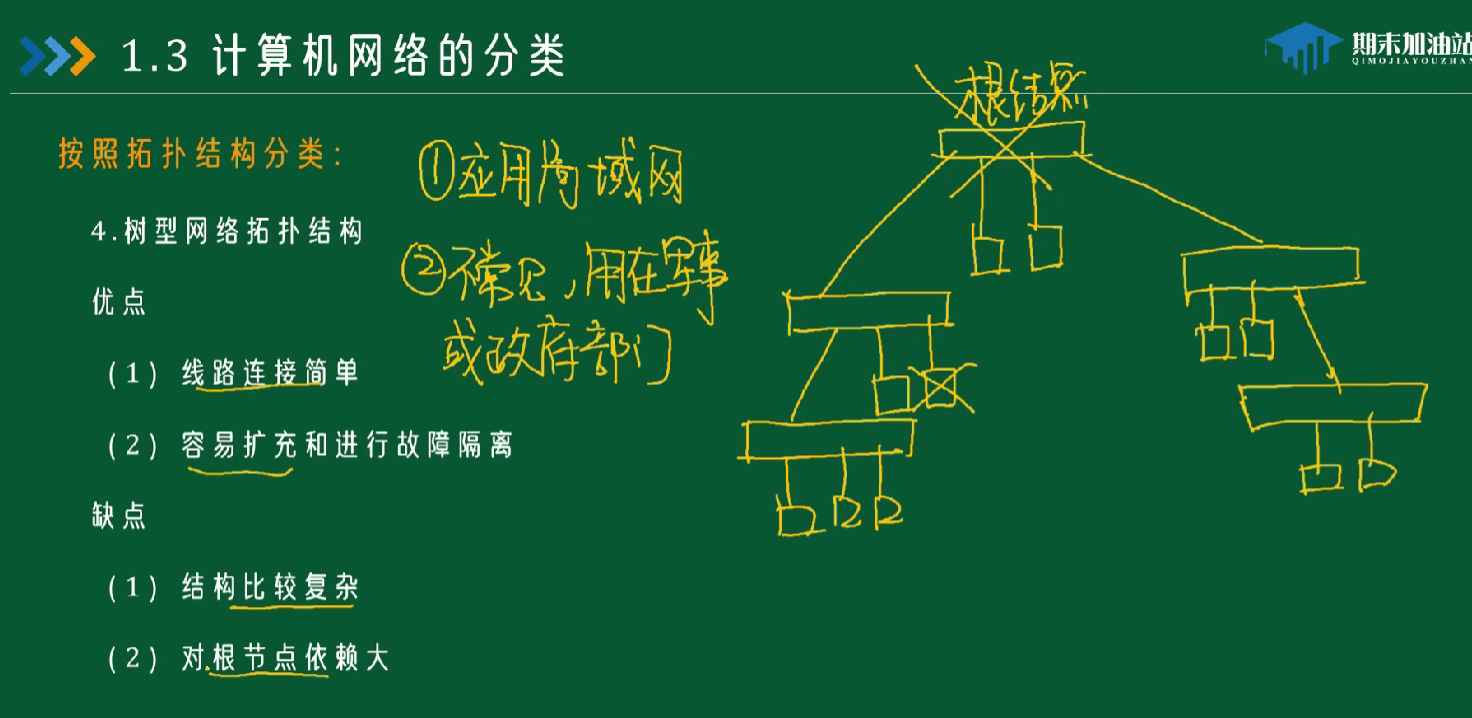 1.3 计算机网络的分类
期末加油站
QIMOJIAYOUZHAN
根结点
按照拓扑结构分类：
①应用局域网
4.树型网络拓扑结构
②不常见，用在军事
或政府部门
优点
（1） 线路连接简单
（2） 容易扩充和进行故障隔离
缺点
（1） 结构比较复杂
（2） 对根节点依赖大